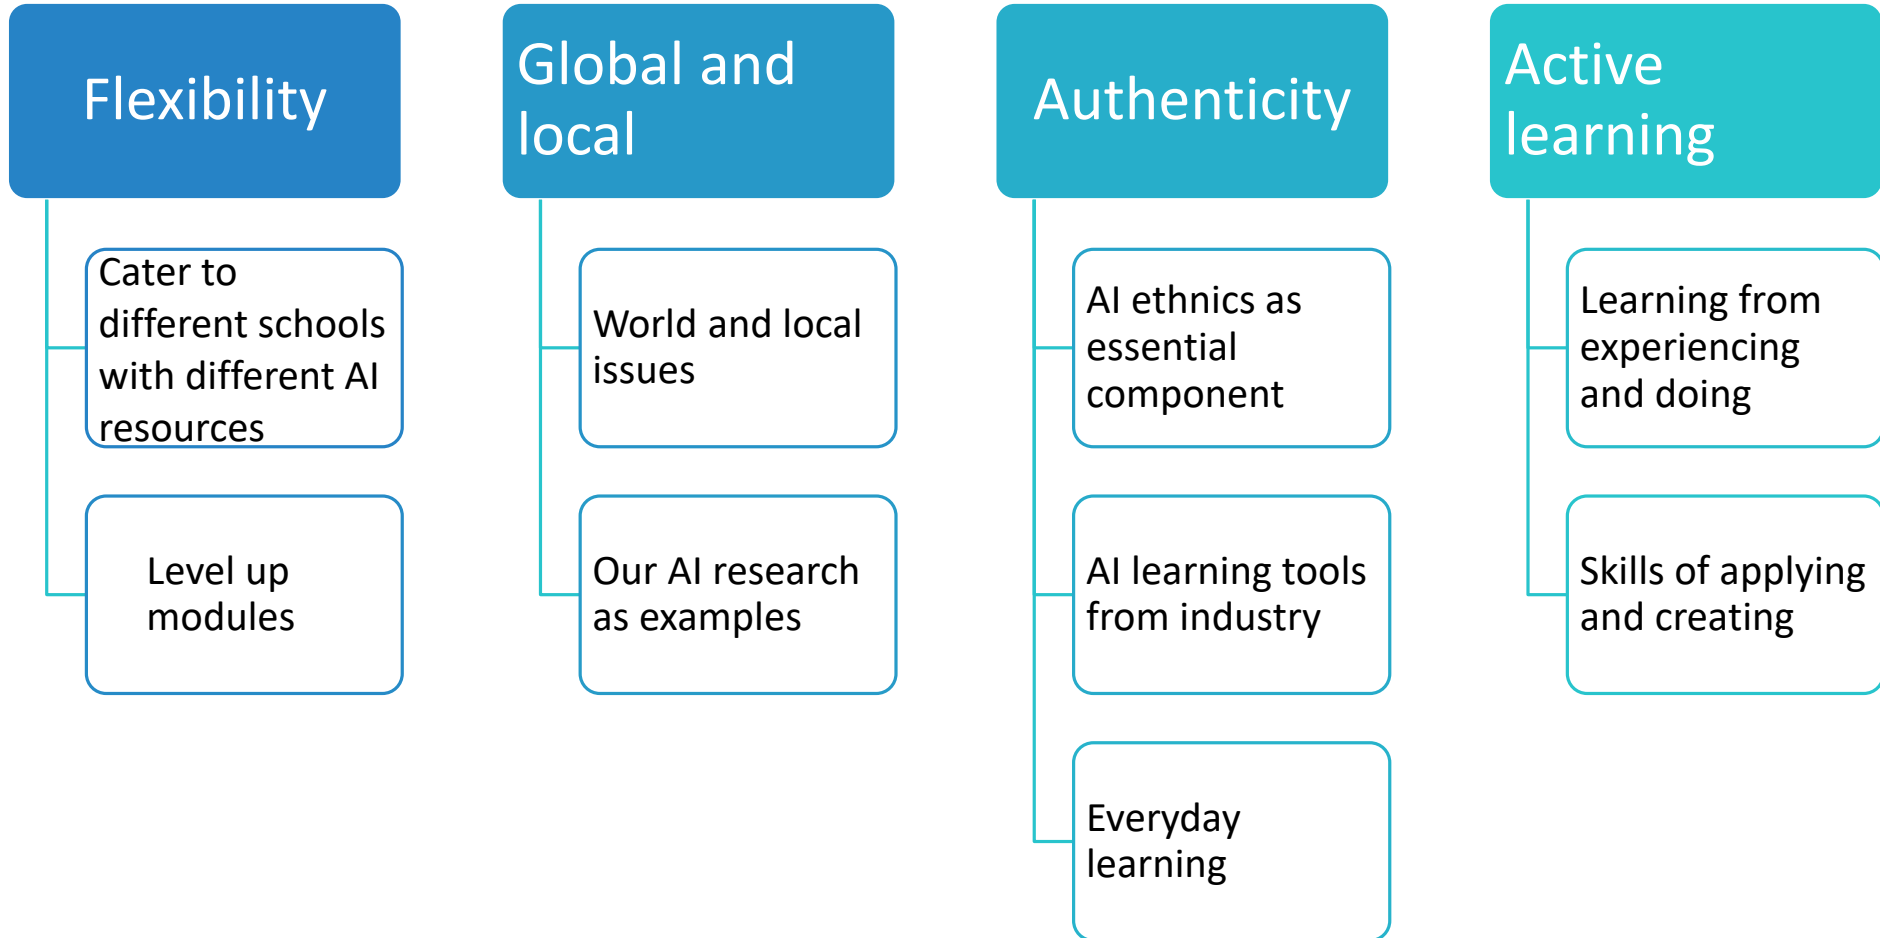 Flexibility
Cater to
different schools
with different AI
resources
Level up
modules
Global and
local
World and local
issues
Our AI research
as examples
Authenticity
AI ethnics as
essential
component
AI learning tools
from industry
Everyday
learning
Active
learning
Learning from
experiencing
and doing
Skills of applying
and creating